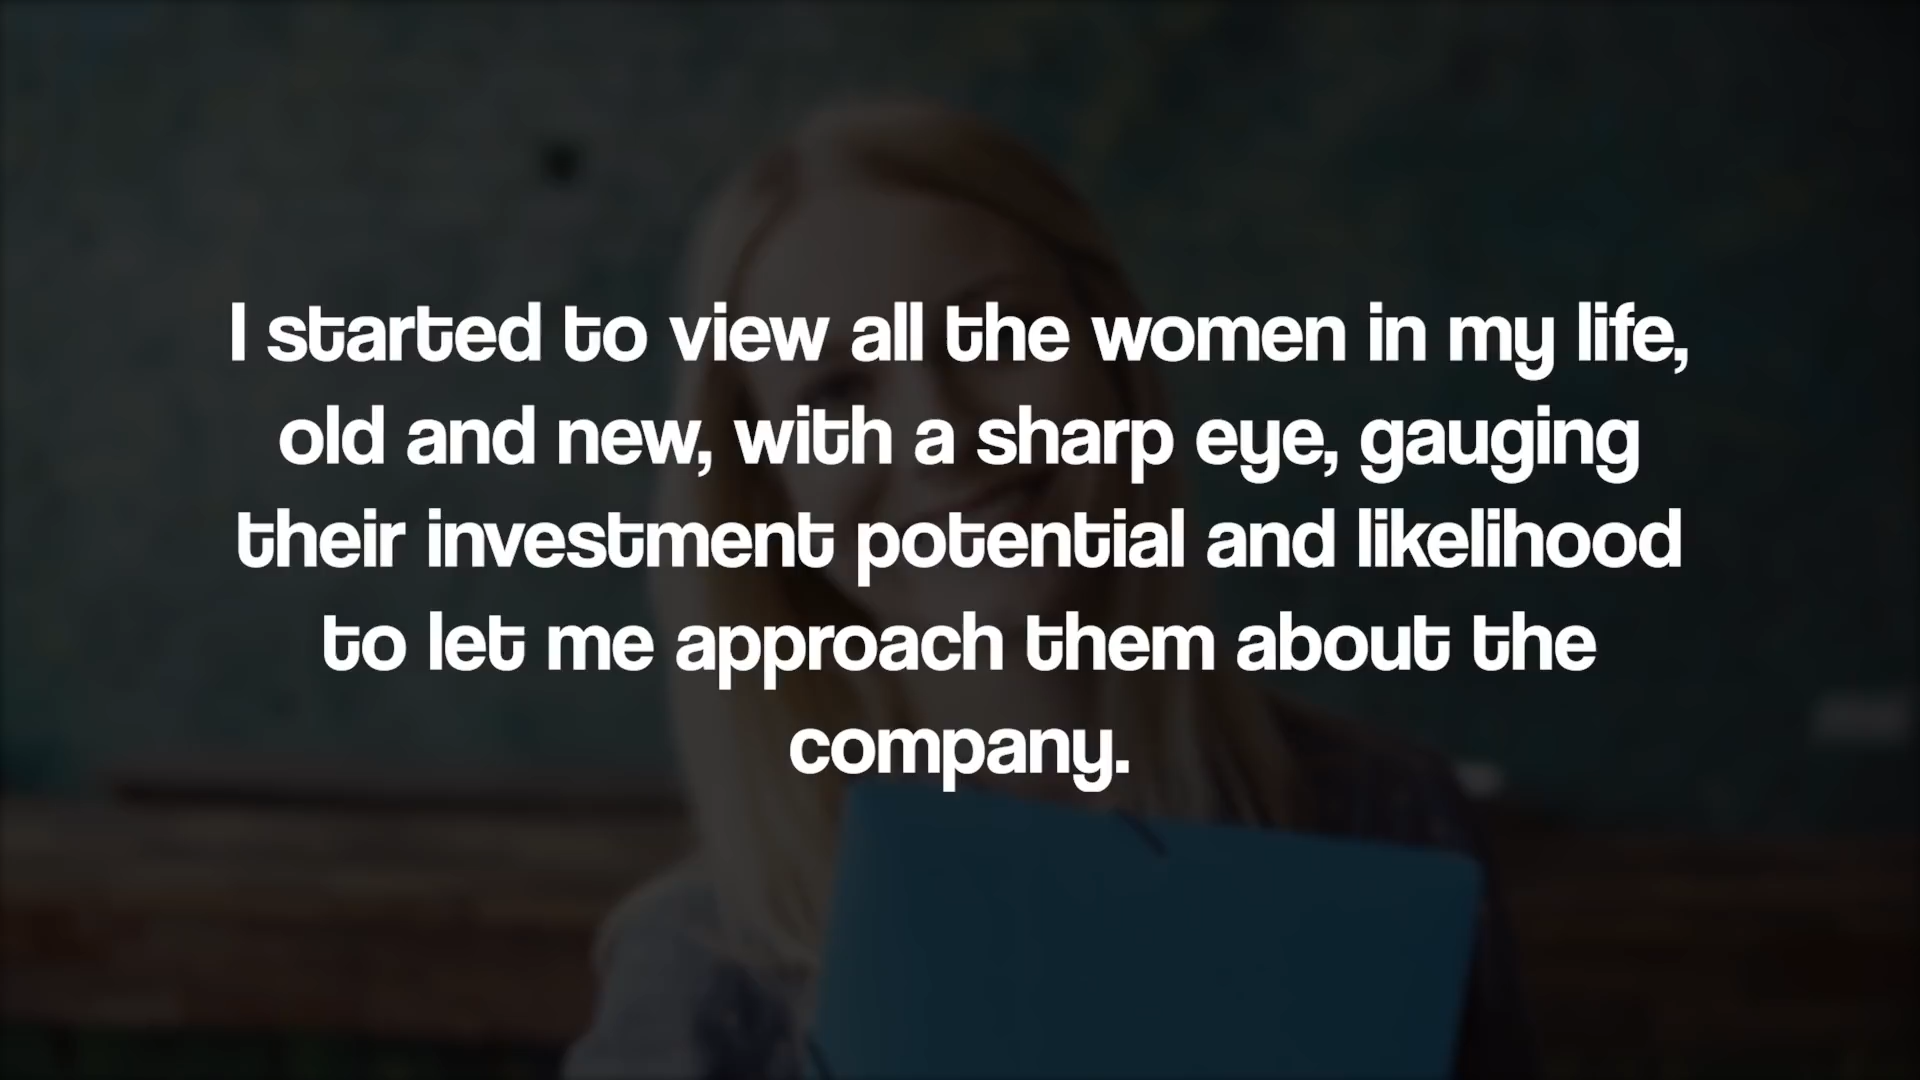 I started to view all the women in my life,
old and new, with a sharp eye, gauging
their investment potential and likelihood
to let me approach them about the
company.